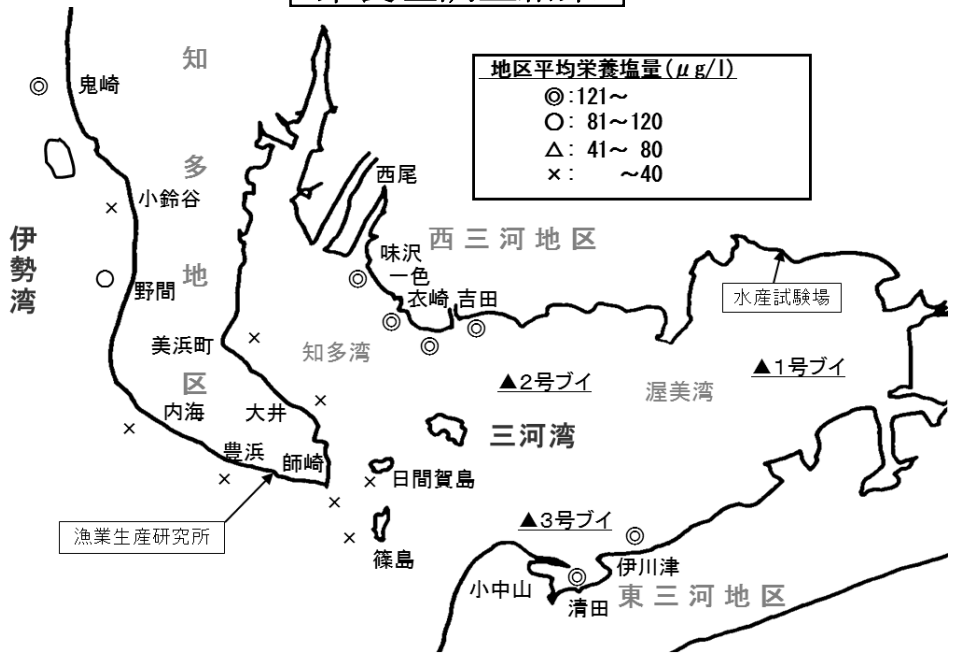 地区平均栄養塩量(μg/l)
◎:121~
○: 81~120
△: 41~ 80
×: ~40
知多地区
鬼崎
小鈴谷
伊勢湾
野間
美浜町
内海
大井
豊浜
師崎
漁業生産研究所
西尾
西三河地区
味沢
一色
衣崎
吉田
水産試験場
知多湾
▲2号ブイ
▲1号ブイ
渥美湾
三河湾
日間賀島
篠島
▲3号ブイ
小中山
伊川津
清田
東三河地区